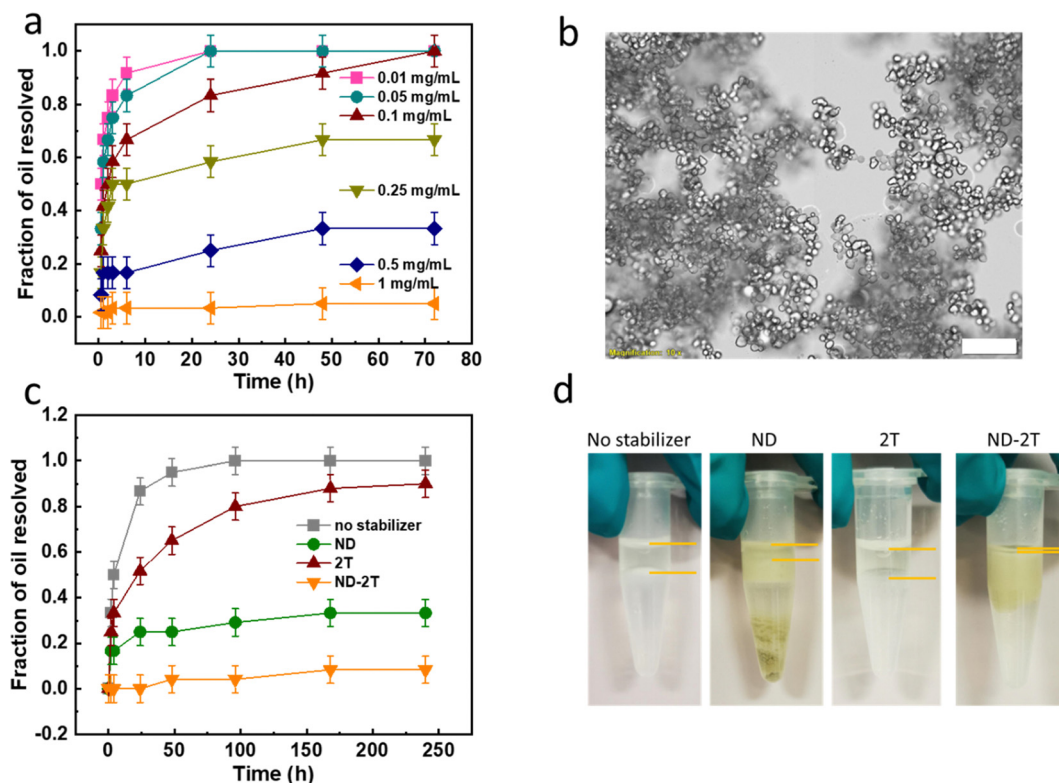 a
Fraction of oil resolved
1.0
0.8
0.6
0.4
0.2
0.0
0.01 mg/mL
0.05 mg/mL
0.1 mg/mL
0.25 mg/mL
0.5 mg/mL
1 mg/mL
0 10 20 30 40 50 60 70 80
Time (h)
b
c
Fraction of oil resolved
1.2
1.0
0.8
0.6
0.4
0.2
0.0
-0.2
no stabilizer
ND
2T
ND-2T
0 50 100 150 200 250
Time (h)
d
No stabilizer ND 2T ND-2T